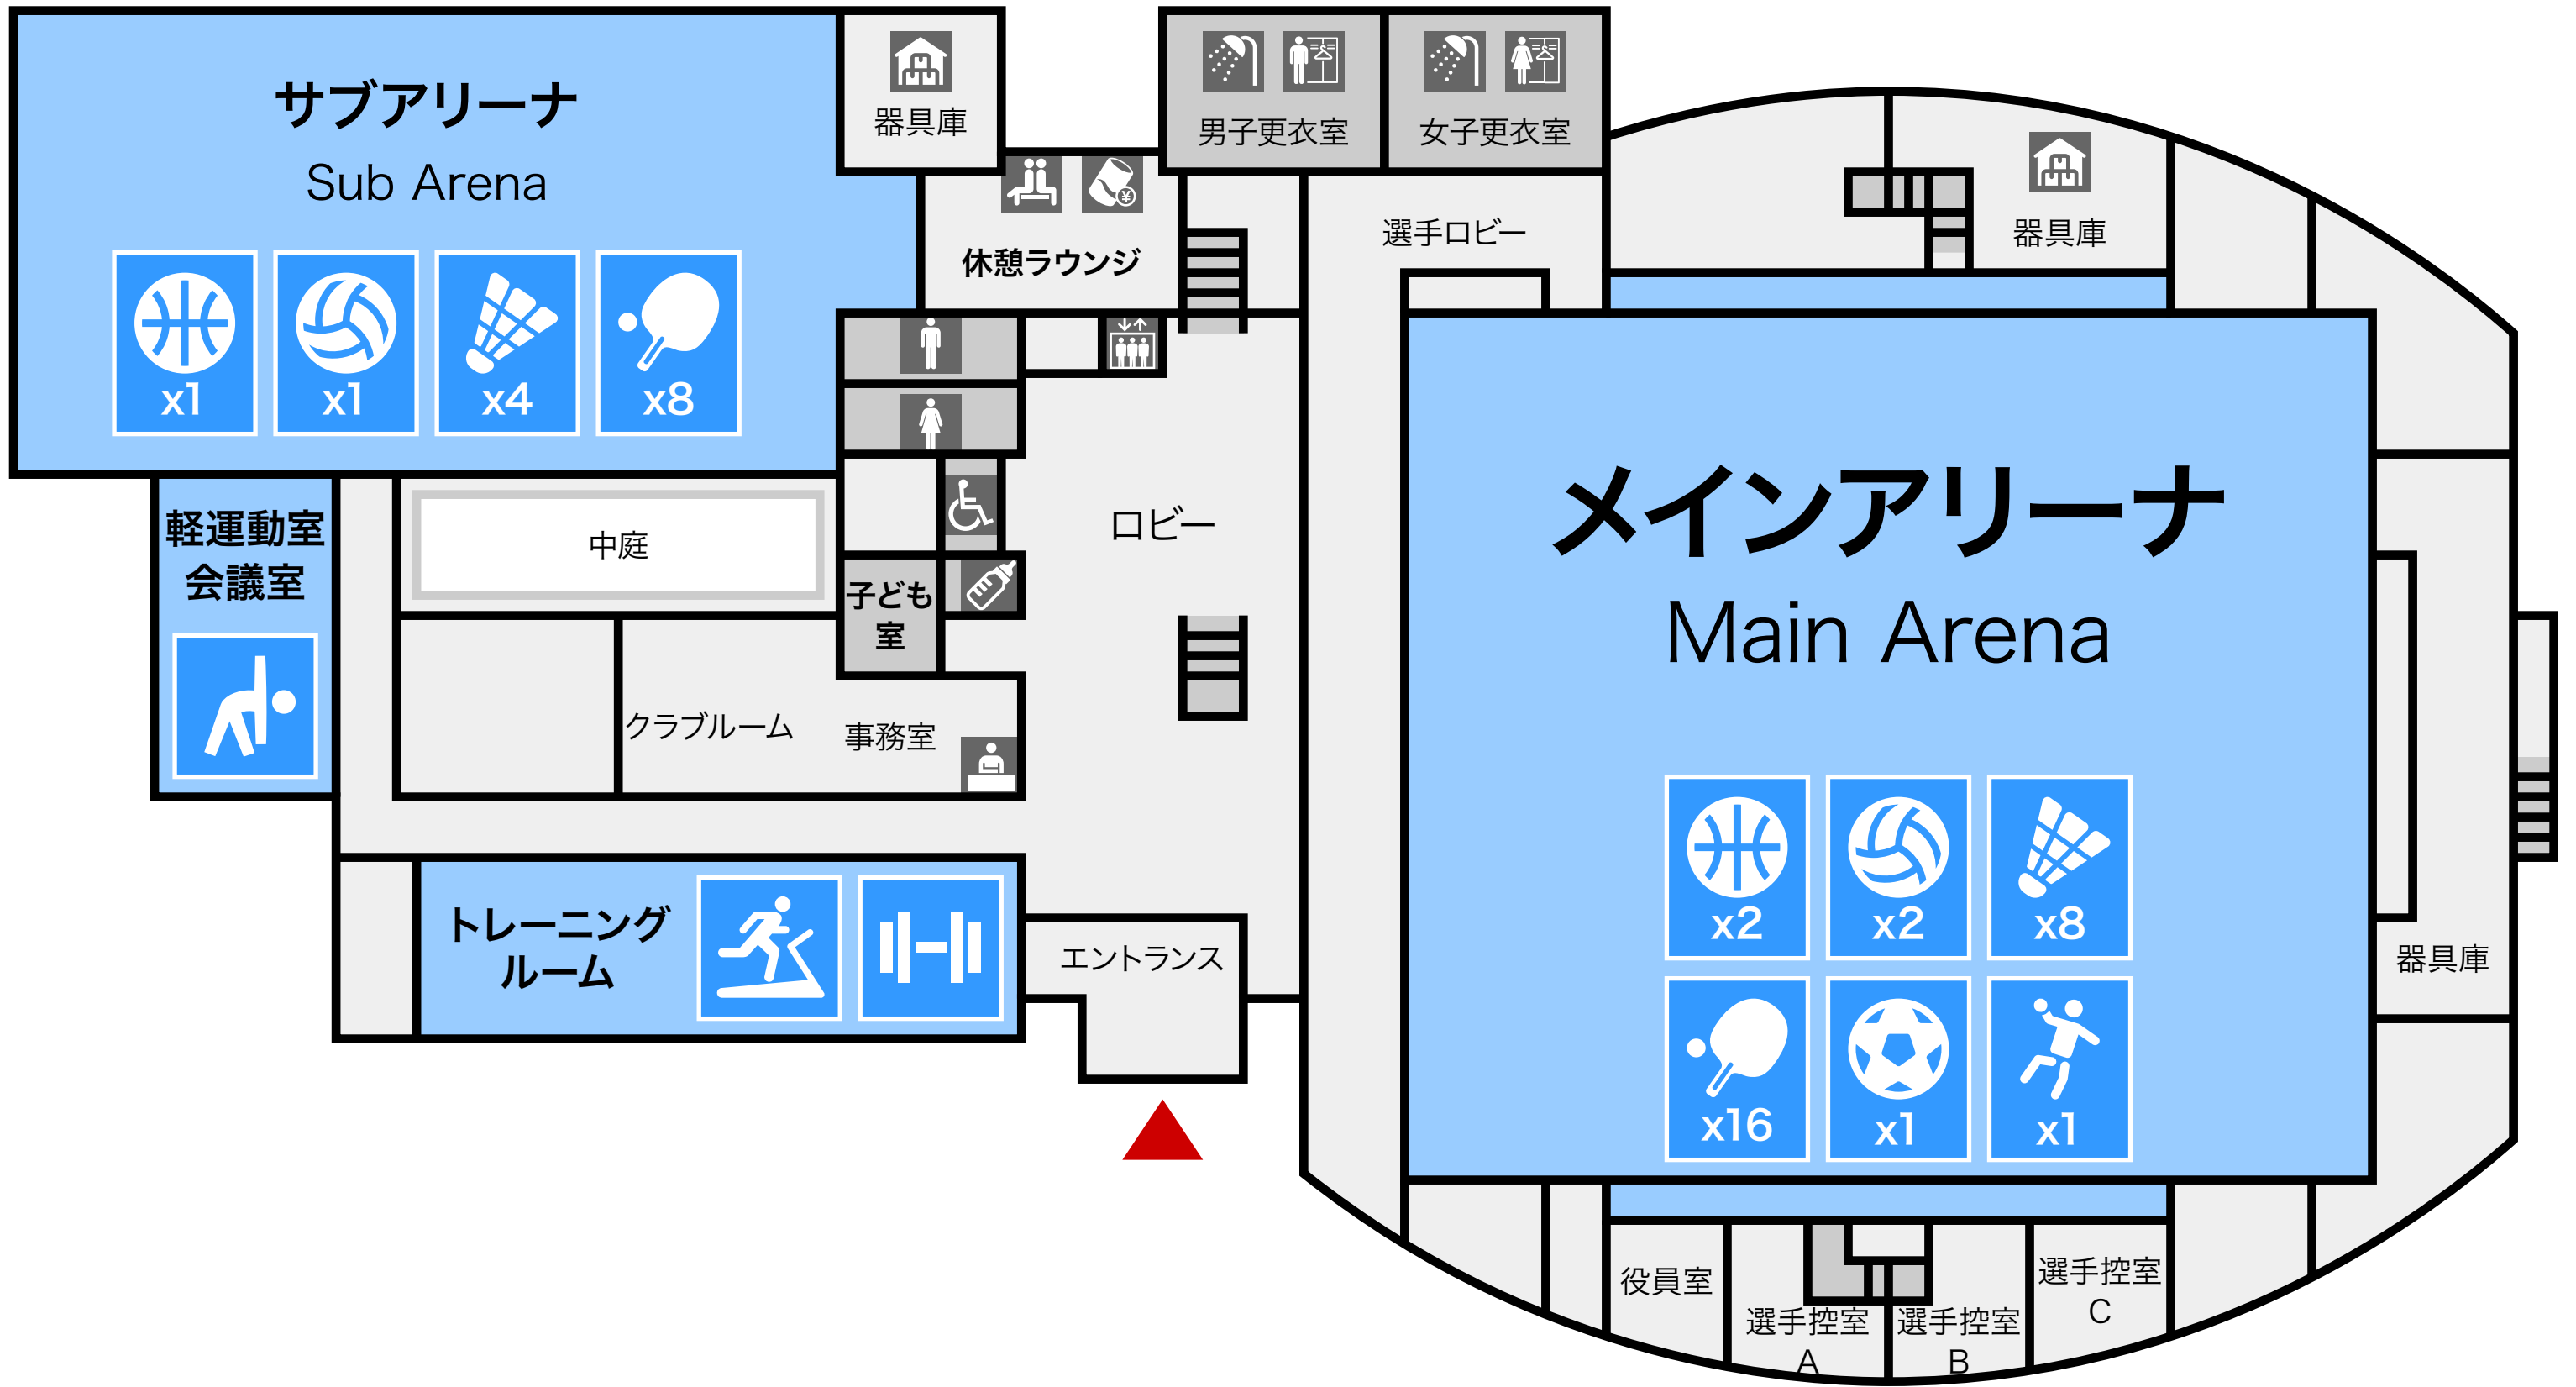 サブアリーナ
Sub Arena
x1
x1
x4
x8
器具庫
男子更衣室
女子更衣室
休憩ラウンジ
選手ロビー
器具庫
軽運動室
会議室
中庭
子ども
室
ロビー
クラブルーム
事務室
トレーニング
ルーム
エントランス
メインアリーナ
Main Arena
x2
x2
x8
x16
x1
x1
器具庫
役員室
選手控室
A
選手控室
B
選手控室
C
¥